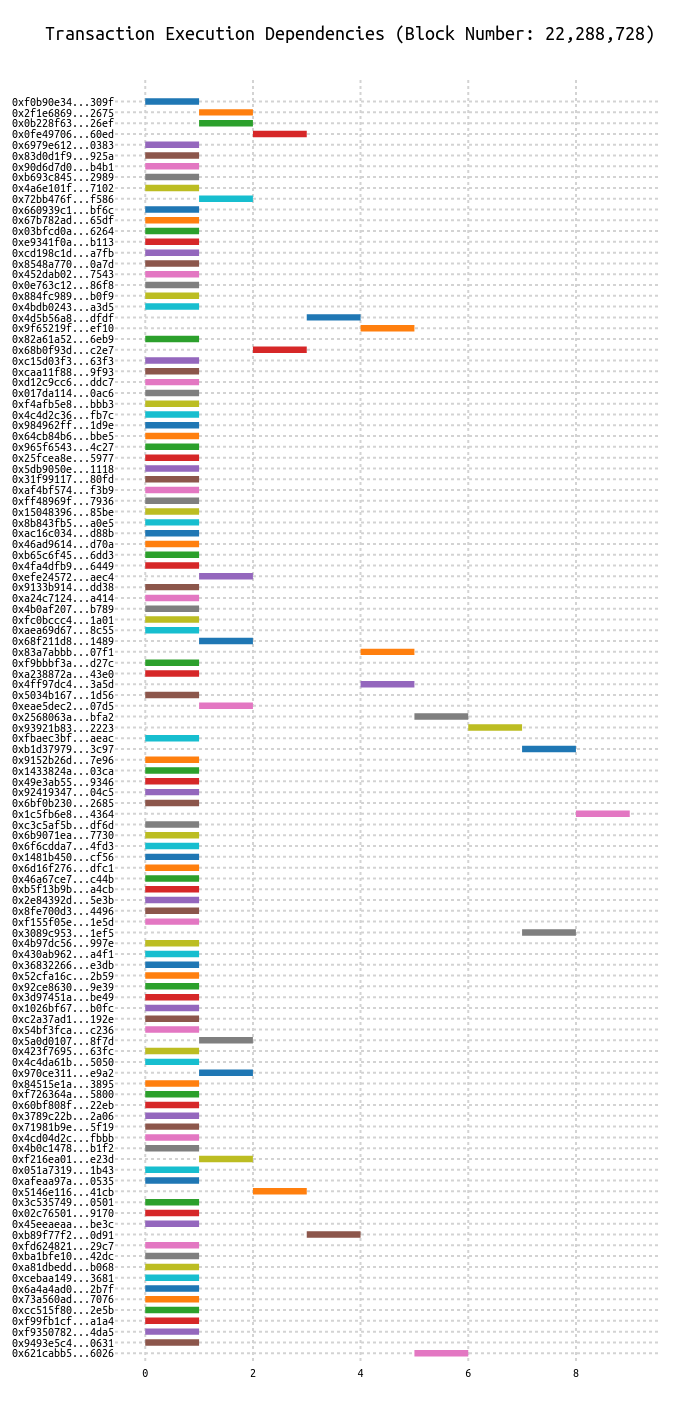 Transaction Execution Dependencies (Block Number: 22,288,728)
0xf0b90e34...309f
0x2f1e6869...2675
0x0b228f63...26ef
0x0fe49706...60ed
0x6979e612...0383
0x83d0d1f9...925a
0x90d6d7d0...b4b1
0xb693c845...2989
0x4a6e101f...7102
0x72bb476f...f586
0x660939c1...bf6c
0x67b782ad...65df
0x03bfcd0a...6264
0xe9341f0a...b113
0xcd198c1d...a7fb
0x8548a770...0a7d
0x452dab02...7543
0x0e763c12...86f8
0x884fc989...b0f9
0x4bdb0243...a3d5
0x4d5b56a8...dfdf
0x9f65219f...ef10
0x82a61a52...6eb9
0x68b0f93d...c2e7
0xc15d03f3...63f3
0xcaa11f88...9f93
0xd12c9cc6...ddc7
0x017da114...0ac6
0xf4afb5e8...bbb3
0x4c4d2c36...fb7c
0x984962ff...1d9e
0x64cb84b6...bbe5
0x965f6543...4c27
0x25fcea8e...5977
0x5db9050e...1118
0x31f99117...80fd
0xaf4bf574...f3b9
0xff48969f...7936
0x15048396...85be
0x8b843fb5...a0e5
0xac16c034...d88b
0x46ad9614...d70a
0xb65c6f45...6dd3
0x4fa4dfb9...6449
0xefe24572...aec4
0x9133b914...dd38
0xa24c7124...a414
0x4b0af207...b789
0xfc0bccc4...1a01
0xaea69d67...8c55
0x68f211d8...1489
0x83a7abbb...07f1
0xf9bbbf3a...d27c
0xa238872a...43e0
0x4ff97dc4...3a5d
0x5034b167...1d56
0xeae5dec2...07d5
0x2568063a...bfa2
0x93921b83...2223
0xfbaec3bf...aeac
0xb1d37979...3c97
0x9152b26d...7e96
0x1433824a...03ca
0x49e3ab55...9346
0x92419347...04c5
0x6bf0b230...2685
0x1c5fb6e8...4364
0xc3c5af5b...df6d
0x6b9071ea...7730
0x6f6cdda7...4fd3
0x1481b450...cf56
0x6d16f276...dfc1
0x46a67ce7...c44b
0xb5f13b9b...a4cb
0x2e84392d...5e3b
0x8fe700d3...4496
0xf155f05e...1e5d
0x3089c953...1ef5
0x4b97dc56...997e
0x430ab962...a4f1
0x36832266...e3db
0x52cfa16c...2b59
0x92ce8630...9e39
0x3d97451a...be49
0x1026bf67...b0fc
0xc2a37ad1...192e
0x54bf3fca...c236
0x5a0d0107...8f7d
0x423f7695...63fc
0x4c4da61b...5050
0x970ce311...e9a2
0x84515e1a...3895
0xf726364a...5800
0x60bf808f...22eb
0x3789c22b...2a06
0x71981b9e...5f19
0x4cd04d2c...fbbb
0x4b0c1478...b1f2
0xf216ea01...e23d
0x051a7319...1b43
0xafeaa97a...0535
0x5146e116...41cb
0x3c535749...0501
0x02c76501...9170
0x45eeaeaa...be3c
0xb89f77f2...0d91
0xfd624821...29c7
0xba1bfe10...42dc
0xa81dbedd...b068
0xcebaa149...3681
0x6a4a4ad0...2b7f
0x73a560ad...7076
0xcc515f80...2e5b
0xf99fb1cf...a1a4
0xf9350782...4da5
0x9493e5c4...0631
0x621cabb5...6026
0 2 4 6 8